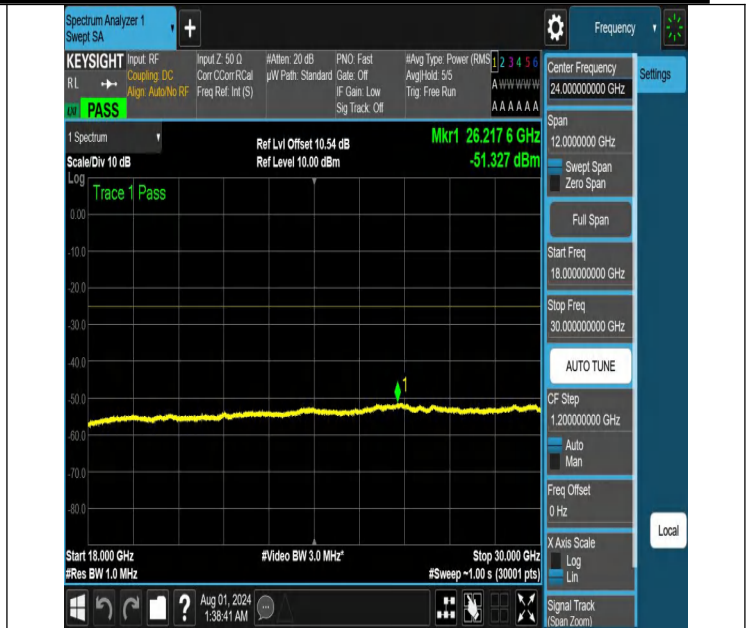 Spectrum Analyzer 1
Swept SA
+
Frequency
KEYSIGHT
RL
PASS
Input: RF
Coupling: DC
Align: Auto/No RF
Input Z: 50 Ω
Corr CCorr RCal
Freq Ref: Int (S)
#Atten: 20 dB
µW Path: Standard
PNO: Fast
Gate: Off
IF Gain: Low
Sig Track: Off
#Avg Type: Power (RMS
Avg|Hold: 5/5
Trig: Free Run
1 2 3 4 5 6
A W W W W W
A A A A A A
1 Spectrum
Scale/Div 10 dB
Ref Lvl Offset 10.54 dB
Ref Level 10.00 dBm
Mkr1 26.217 6 GHz
-51.327 dBm
Log
Trace 1 Pass
0.00
-10.0
-20.0
-30.0
-40.0
-50.0
-60.0
-70.0
-80.0
1
Start 18.000 GHz
#Res BW 1.0 MHz
#Video BW 3.0 MHz*
Stop 30.000 GHz
#Sweep ~1.00 s (30001 pts)
Aug 01, 2024
1:38:41 AM
Center Frequency
24.000000000 GHz
Settings
Span
12.0000000 GHz
Swept Span
Zero Span
Full Span
Start Freq
18.000000000 GHz
Stop Freq
30.000000000 GHz
AUTO TUNE
CF Step
1.200000000 GHz
Auto
Man
Freq Offset
0 Hz
X Axis Scale
Log
Lin
Local
Signal Track
(Span Zoom)